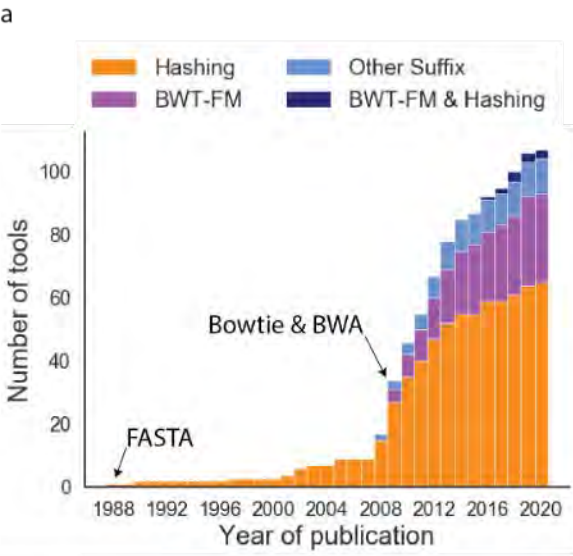 a
Hashing
Other Suffix
BWT-FM
BWT-FM & Hashing
Number of tools
100
80
60
40
20
0
Bowtie & BWA
FASTA
1988 1992 1996 2000 2004 2008 2012 2016 2020
Year of publication